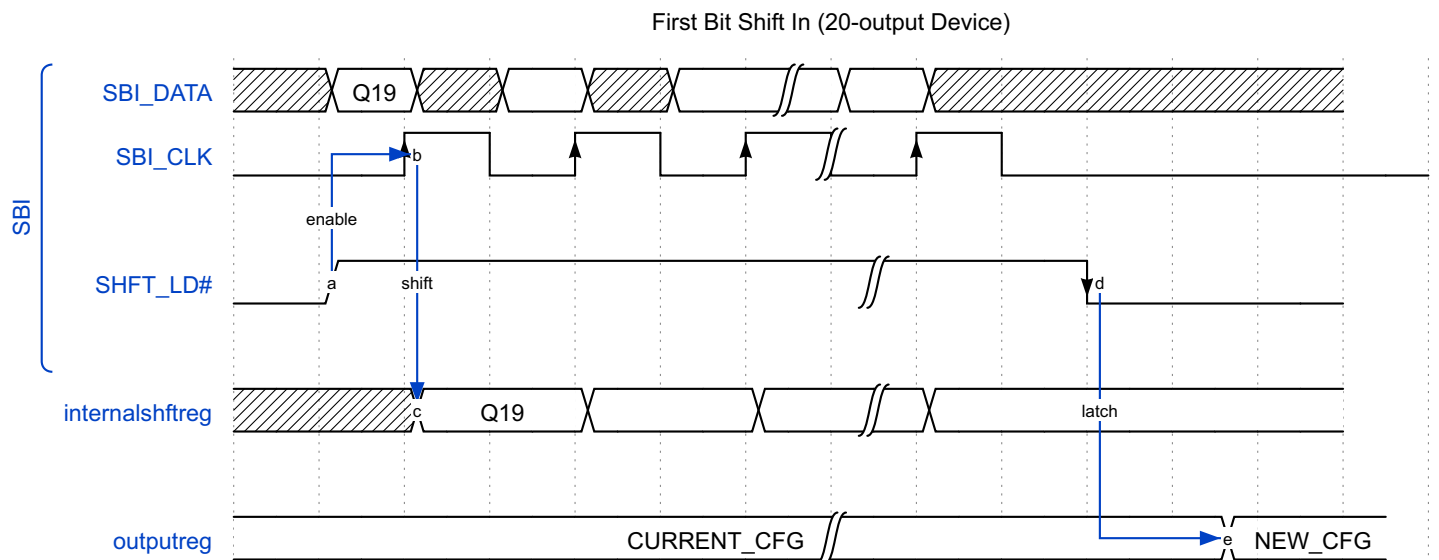 First Bit Shift In (20-output Device)
SBI
SBI_DATA
Q19
SBI_CLK
b
enable
SHFT_LD#
a
shift
d
internalshftreg
c
Q19
latch
outputreg
CURRENT_CFG
e
NEW_CFG